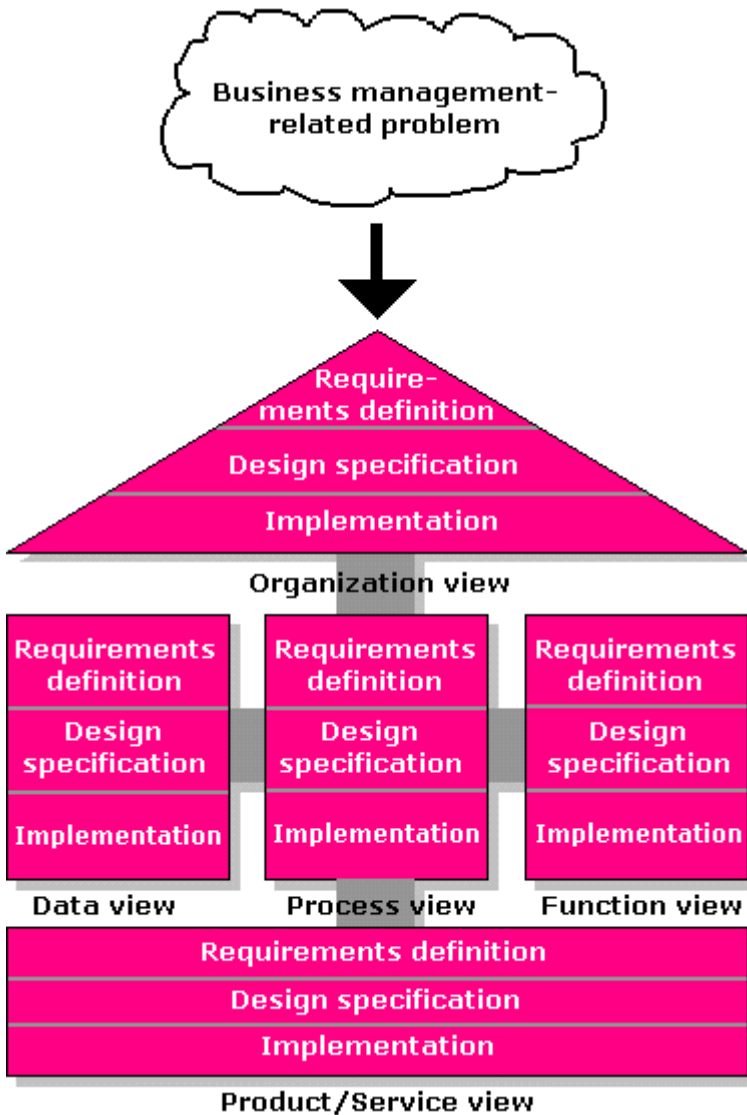 Business management-
related problem
Require-
ments definition
Design specification
Implementation
Organization view
Requirements
definition
Design
specification
Implementation
Data view
Requirements
definition
Design
specification
Implementation
Process view
Requirements
definition
Design
specification
Implementation
Function view
Requirements definition
Design specification
Implementation
Product/Service view